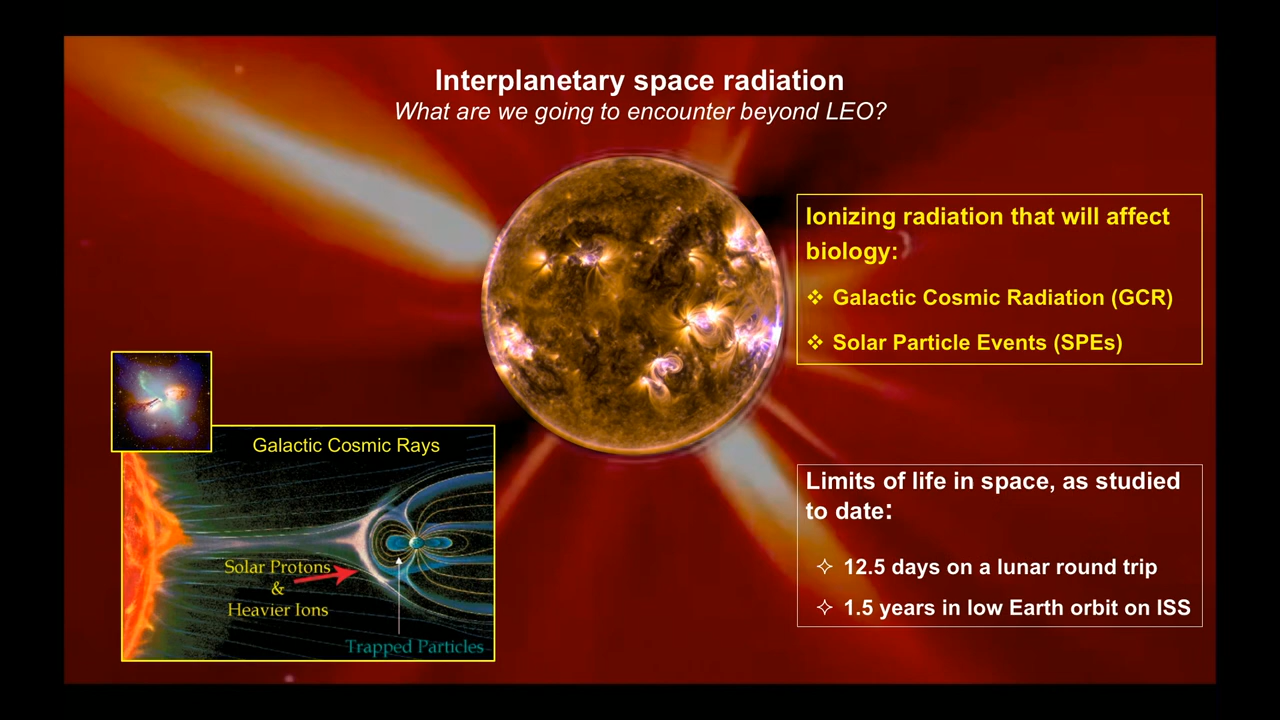 Interplanetary space radiation
What are we going to encounter beyond LEO?
Ionizing radiation that will affect
biology:
❖ Galactic Cosmic Radiation (GCR)
❖ Solar Particle Events (SPEs)
Galactic Cosmic Rays
Solar Protons
&
Heavier Ions
Trapped Particles
Limits of life in space, as studied
to date:
✧ 12.5 days on a lunar round trip
✧ 1.5 years in low Earth orbit on ISS